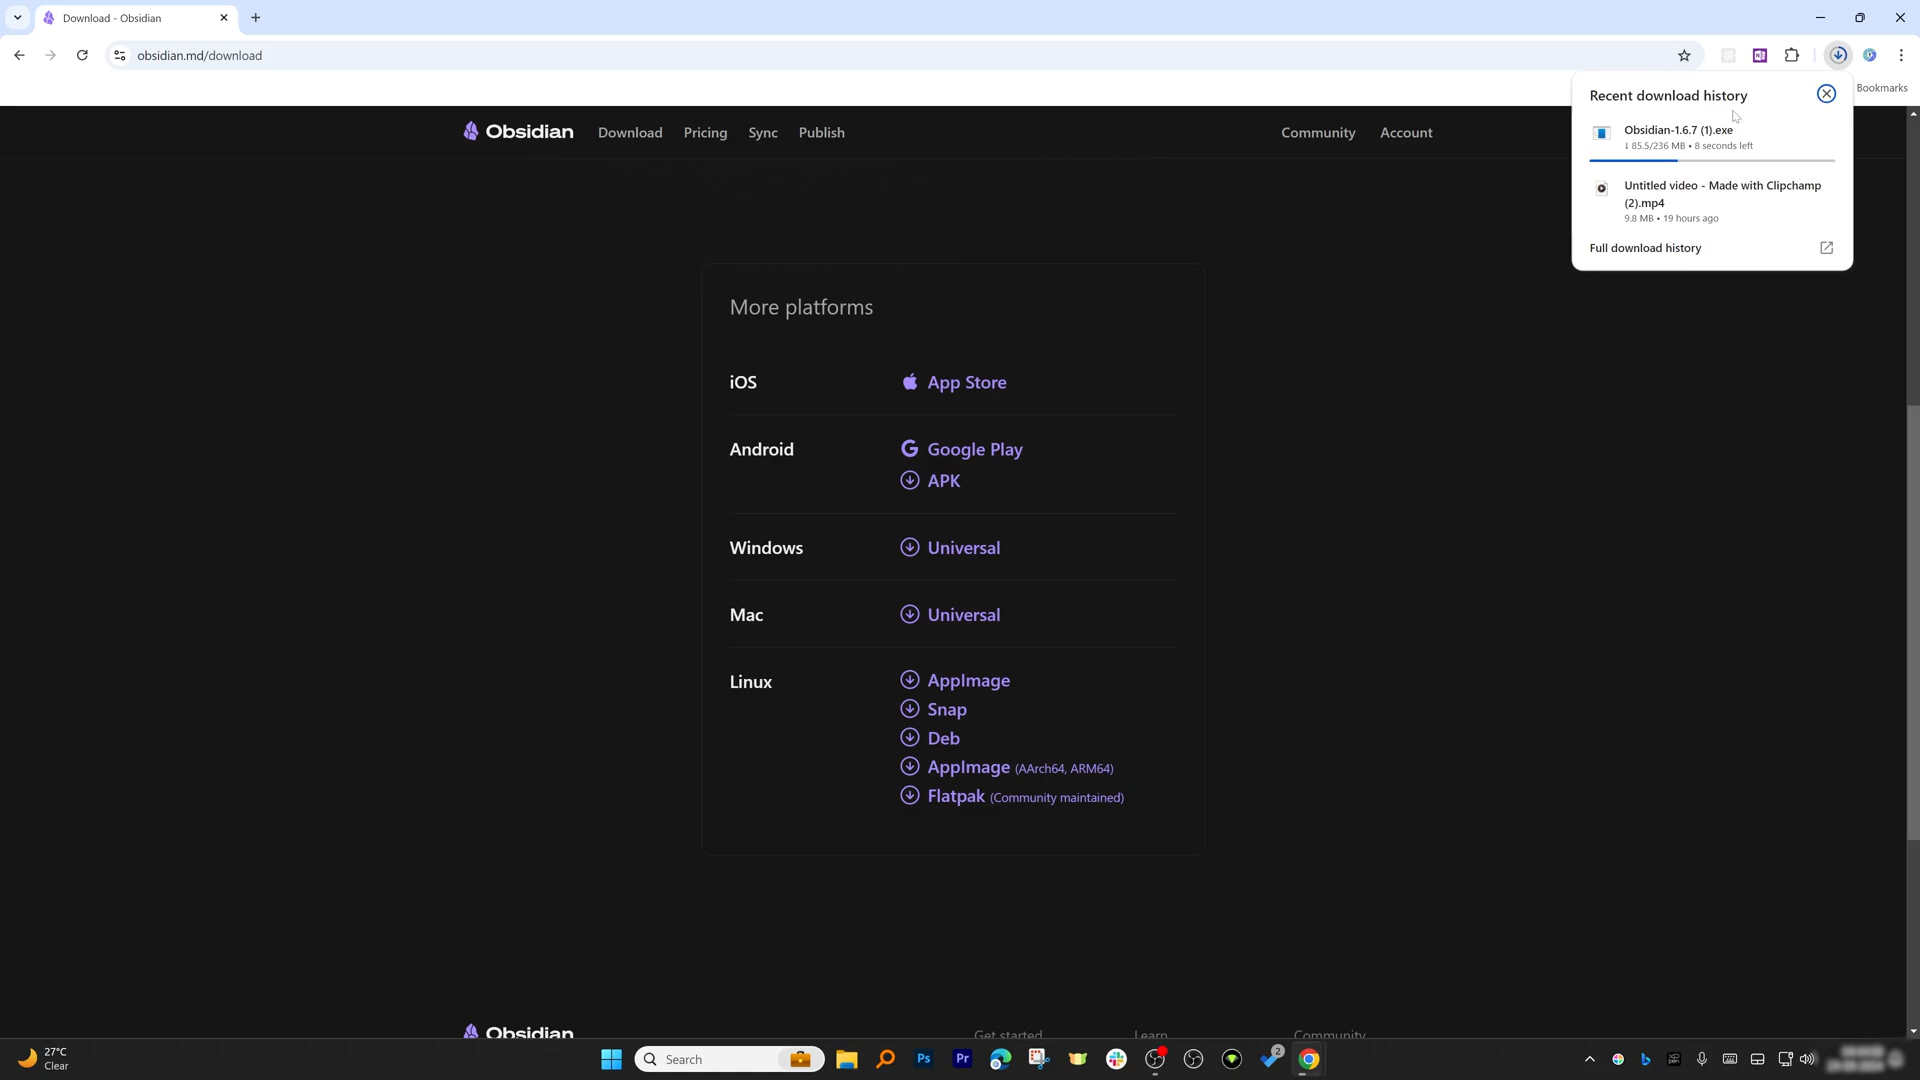 Download - Obsidian
obsidian.md/download
Bookmarks
Recent download history
Obsidian-1.6.7 (1).exe
↓ 85.5/236 MB • 8 seconds left
Untitled video - Made with Clipchamp
(2).mp4
9.8 MB • 19 hours ago
Full download history
Obsidian Download Pricing Sync Publish Community Account
More platforms
iOS App Store
Android Google Play
APK
Windows Universal
Mac Universal
Linux AppImage
Snap
Deb
AppImage (AArch64, ARM64)
Flatpak (Community maintained)
Obsidian Get started Learn Community
27°C
Clear
Search
Ps
Pr
2